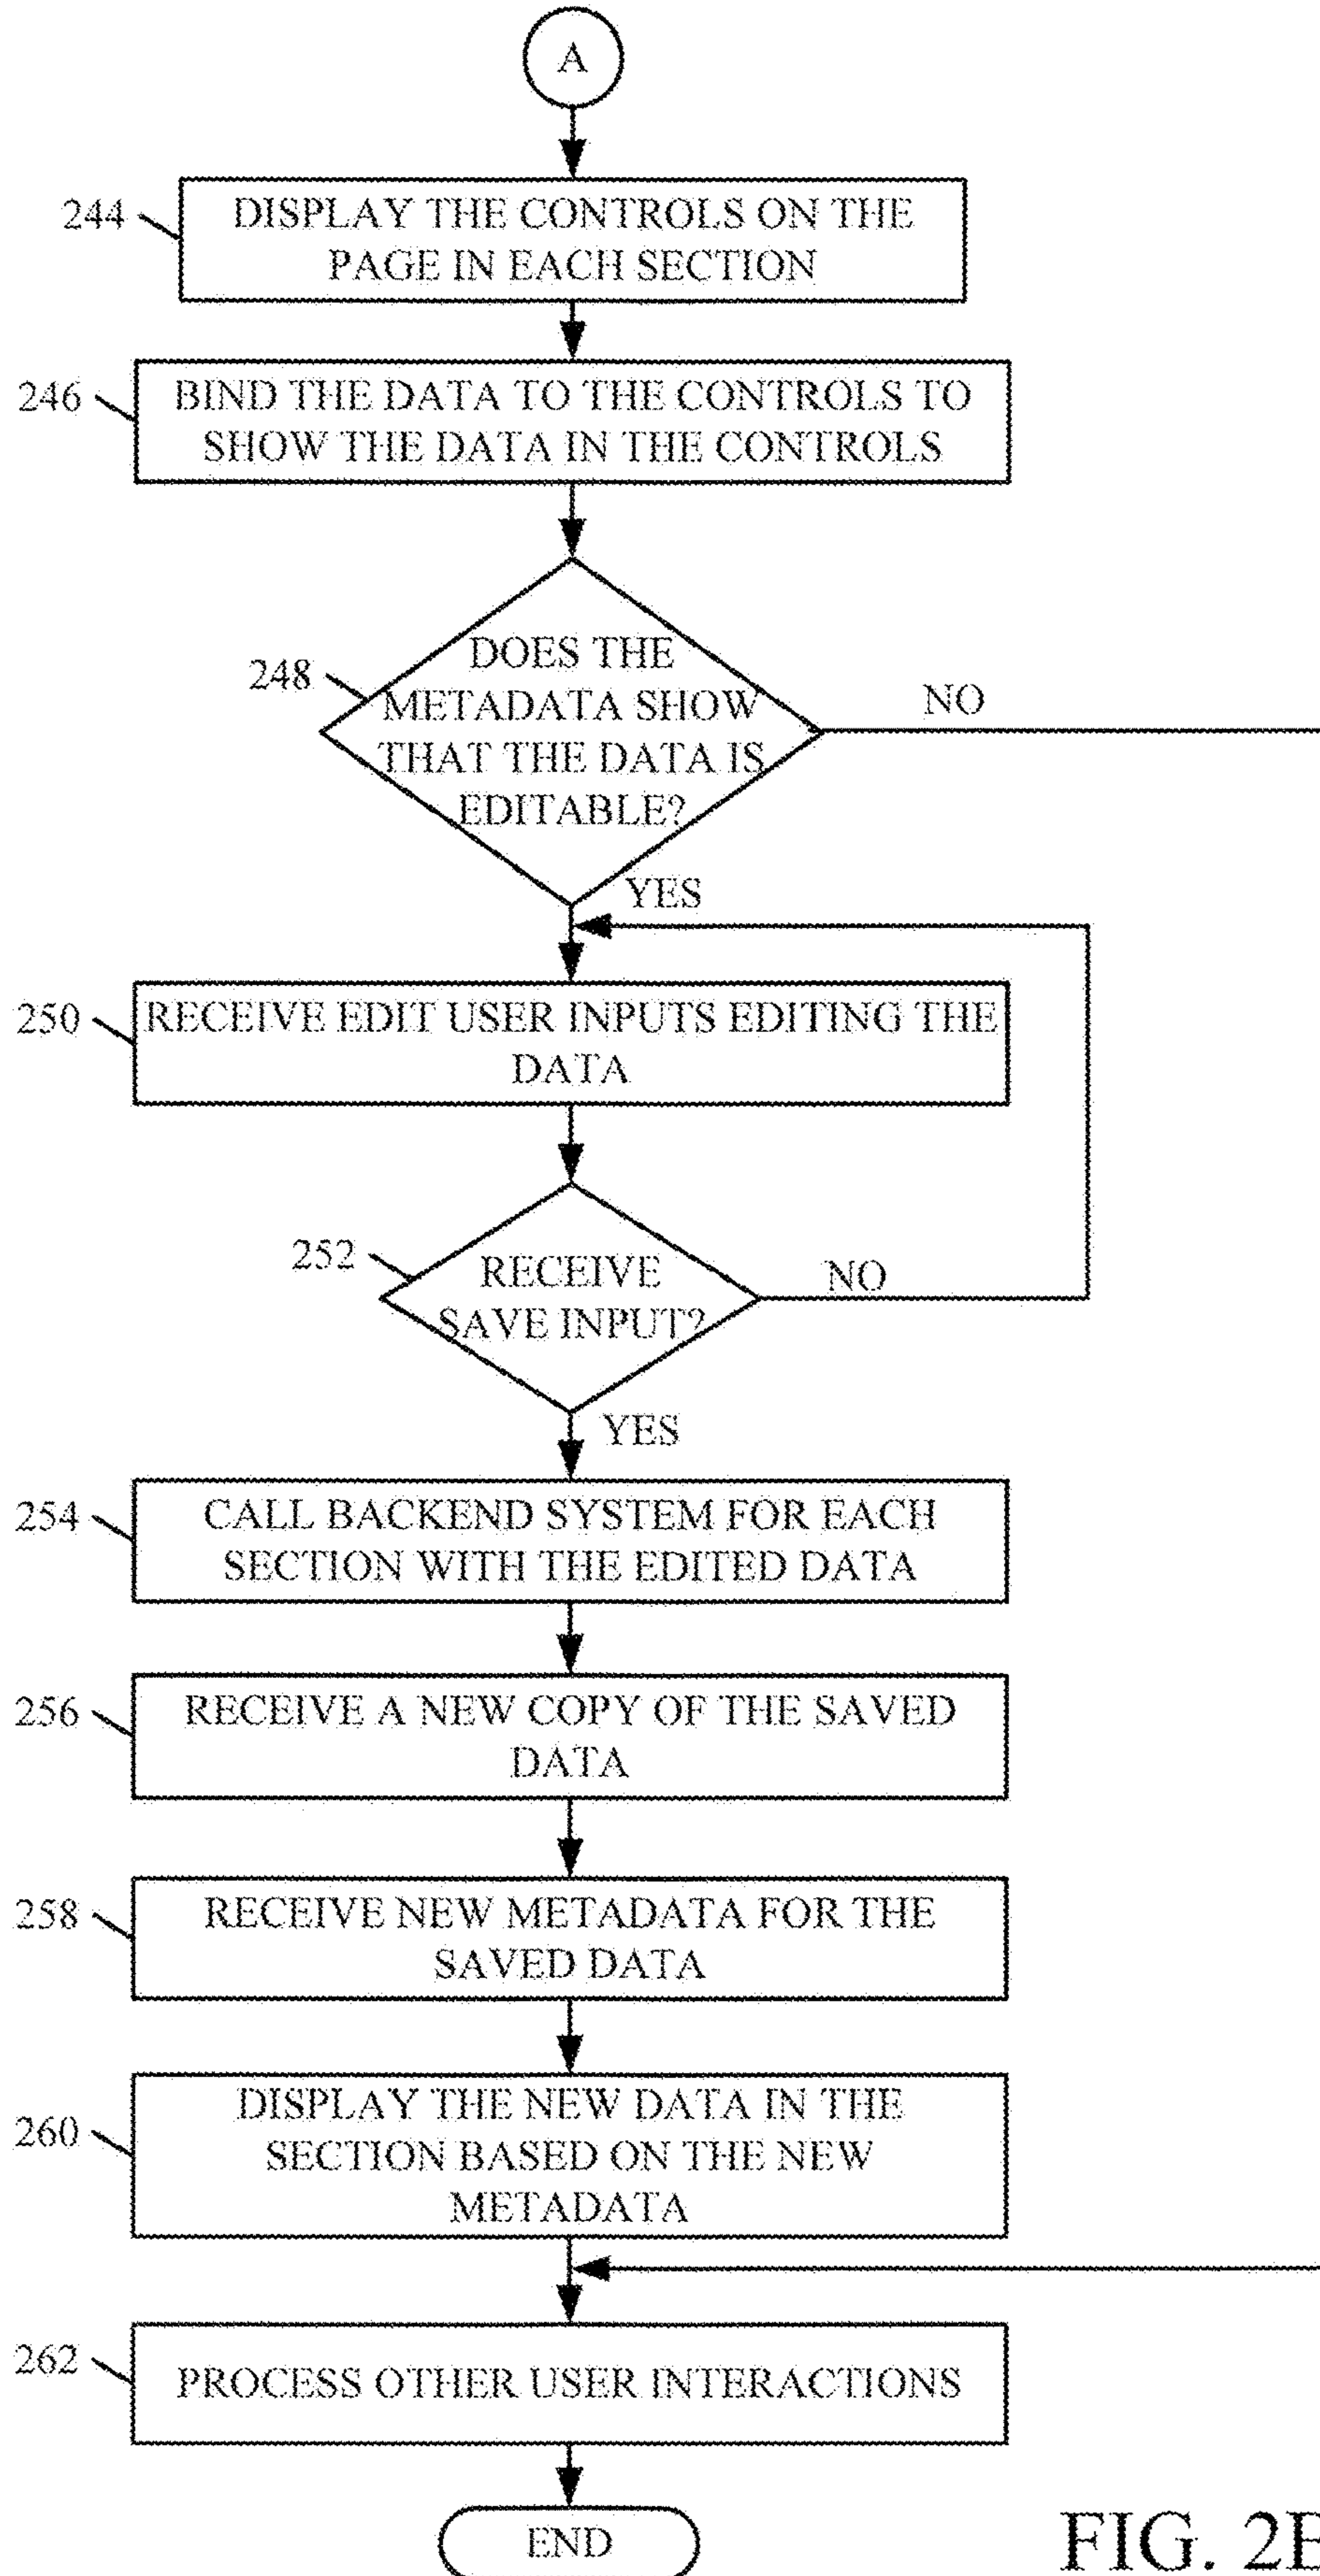 A
244
DISPLAY THE CONTROLS ON THE
PAGE IN EACH SECTION
246
BIND THE DATA TO THE CONTROLS TO
SHOW THE DATA IN THE CONTROLS
248
DOES THE
METADATA SHOW
THAT THE DATA IS
EDITABLE?
NO
YES
250
RECEIVE EDIT USER INPUTS EDITING THE
DATA
252
RECEIVE
SAVE INPUT?
NO
YES
254
CALL BACKEND SYSTEM FOR EACH
SECTION WITH THE EDITED DATA
256
RECEIVE A NEW COPY OF THE SAVED
DATA
258
RECEIVE NEW METADATA FOR THE
SAVED DATA
260
DISPLAY THE NEW DATA IN THE
SECTION BASED ON THE NEW
METADATA
262
PROCESS OTHER USER INTERACTIONS
END
FIG. 2B